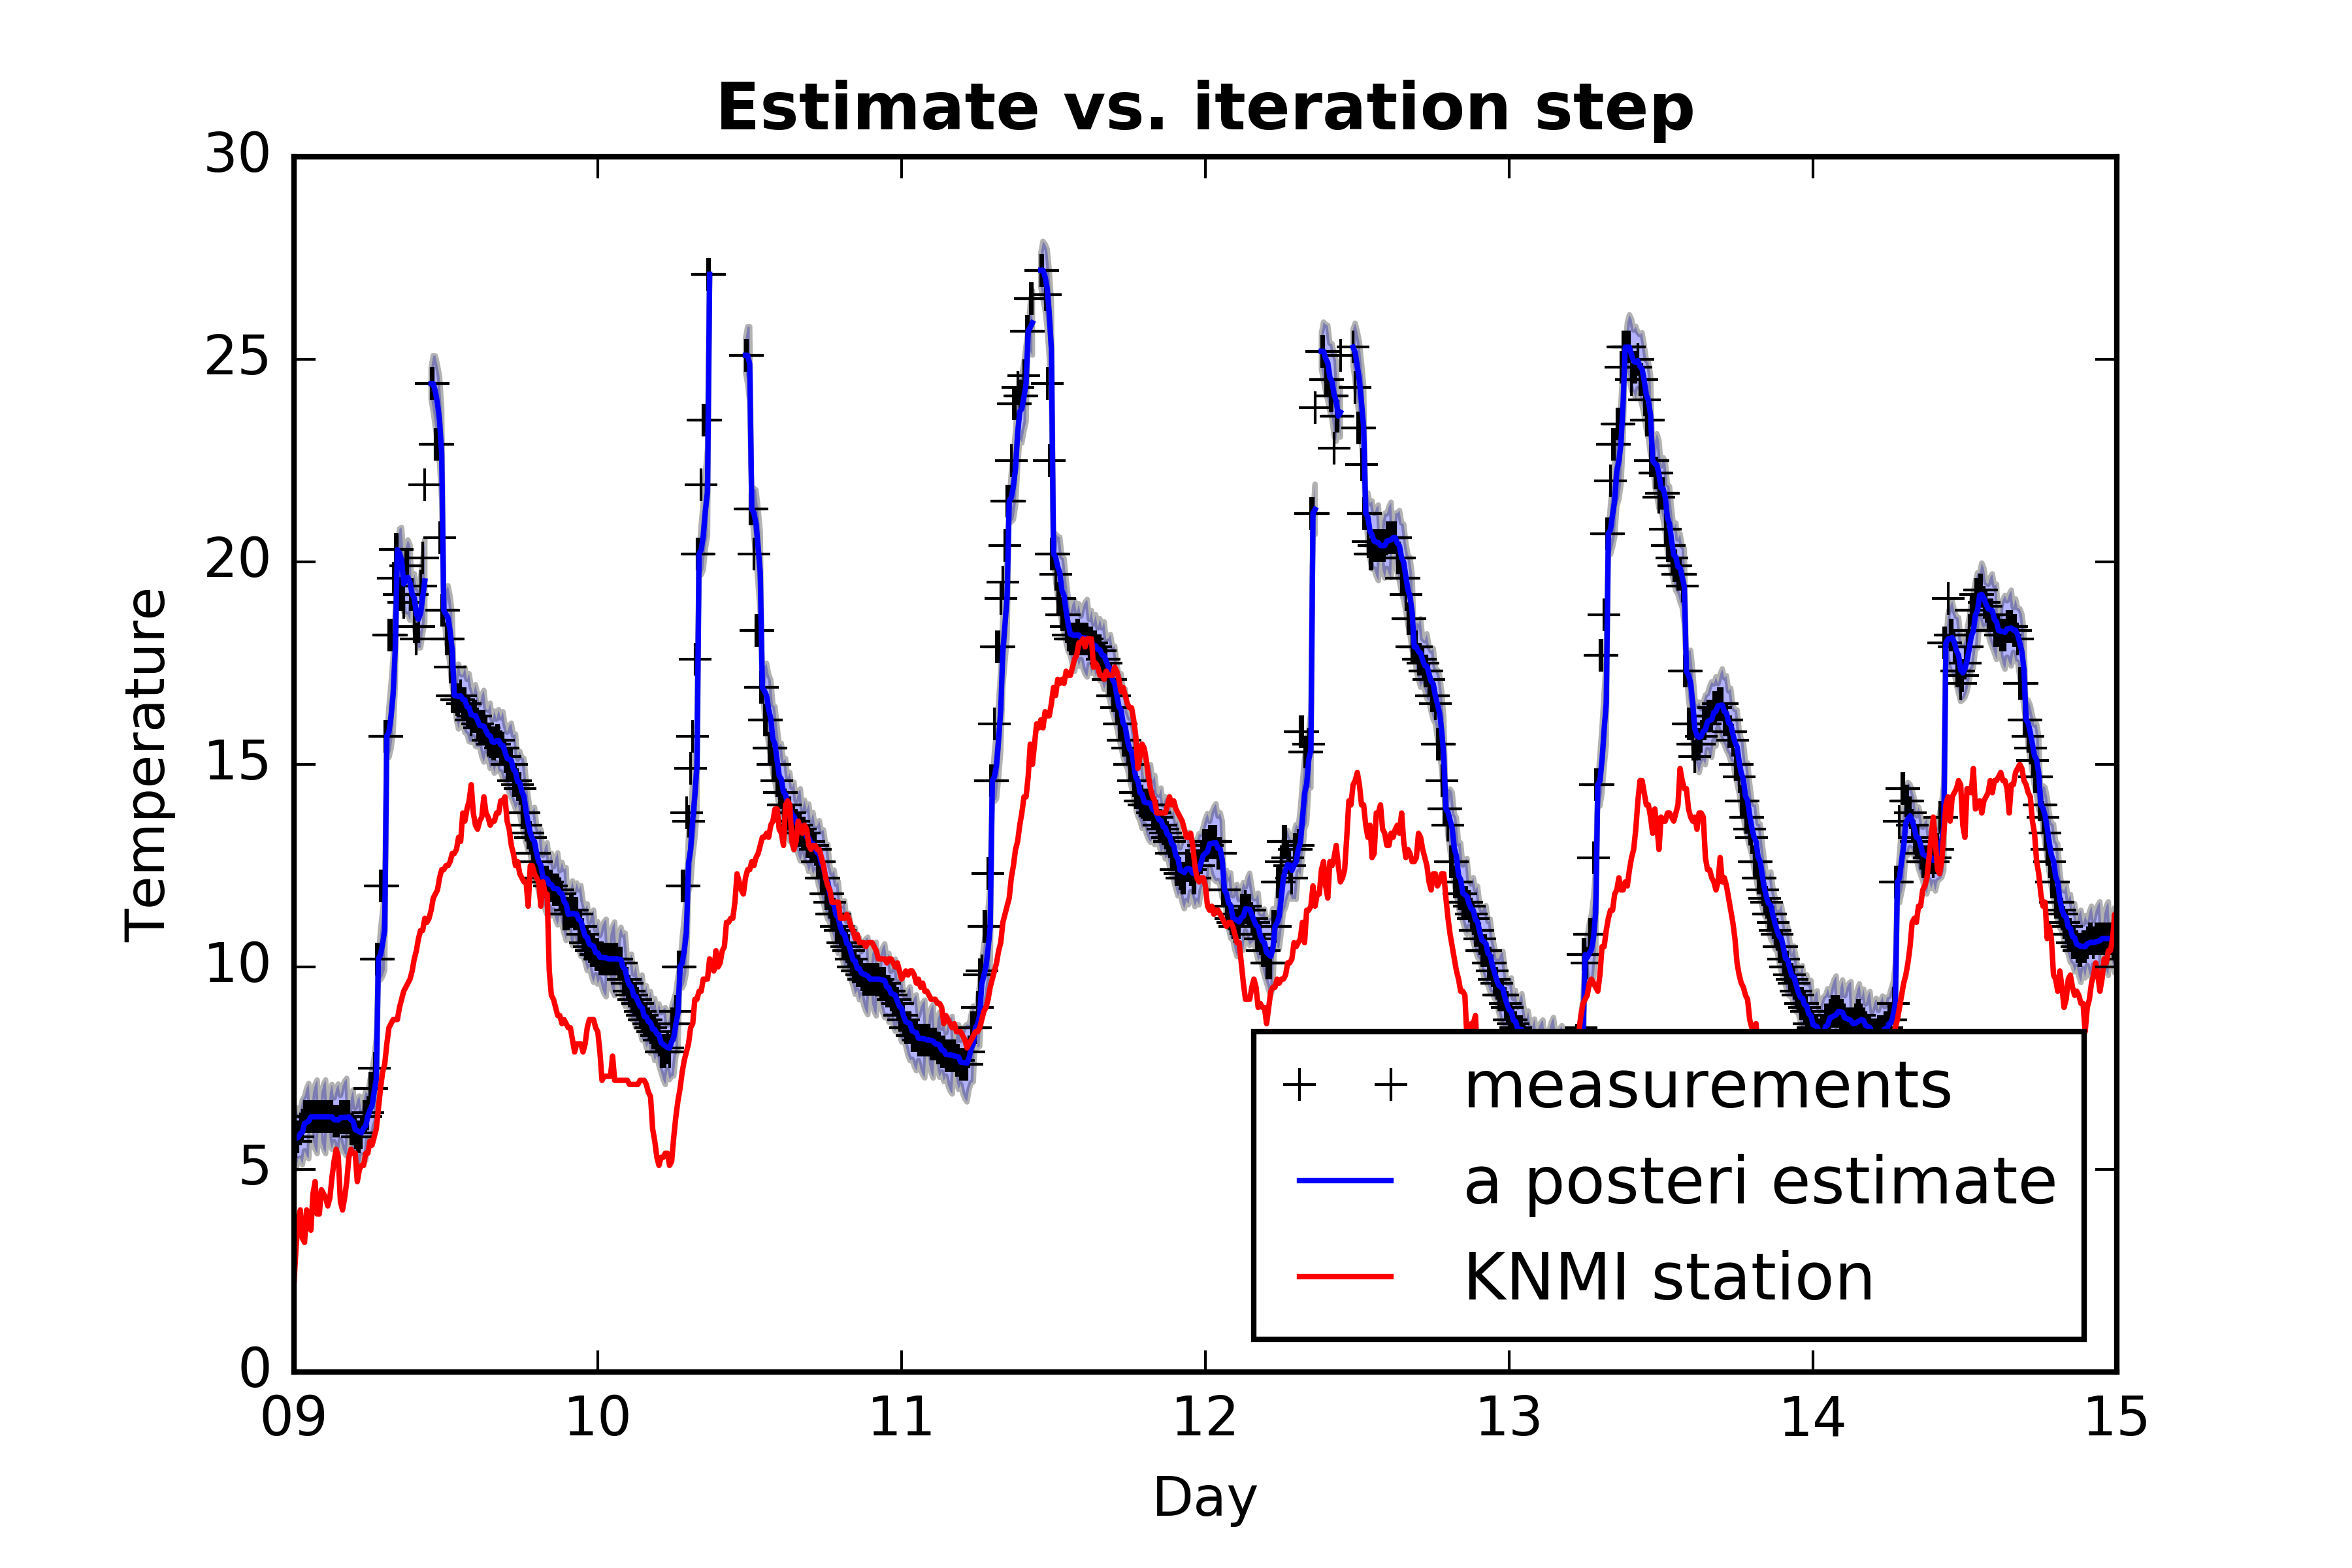 Estimate vs. iteration step
30
25
20
15
10
5
0
Temperature
09 10 11 12 13 14 15
Day
measurements
a posteri estimate
KNMI station